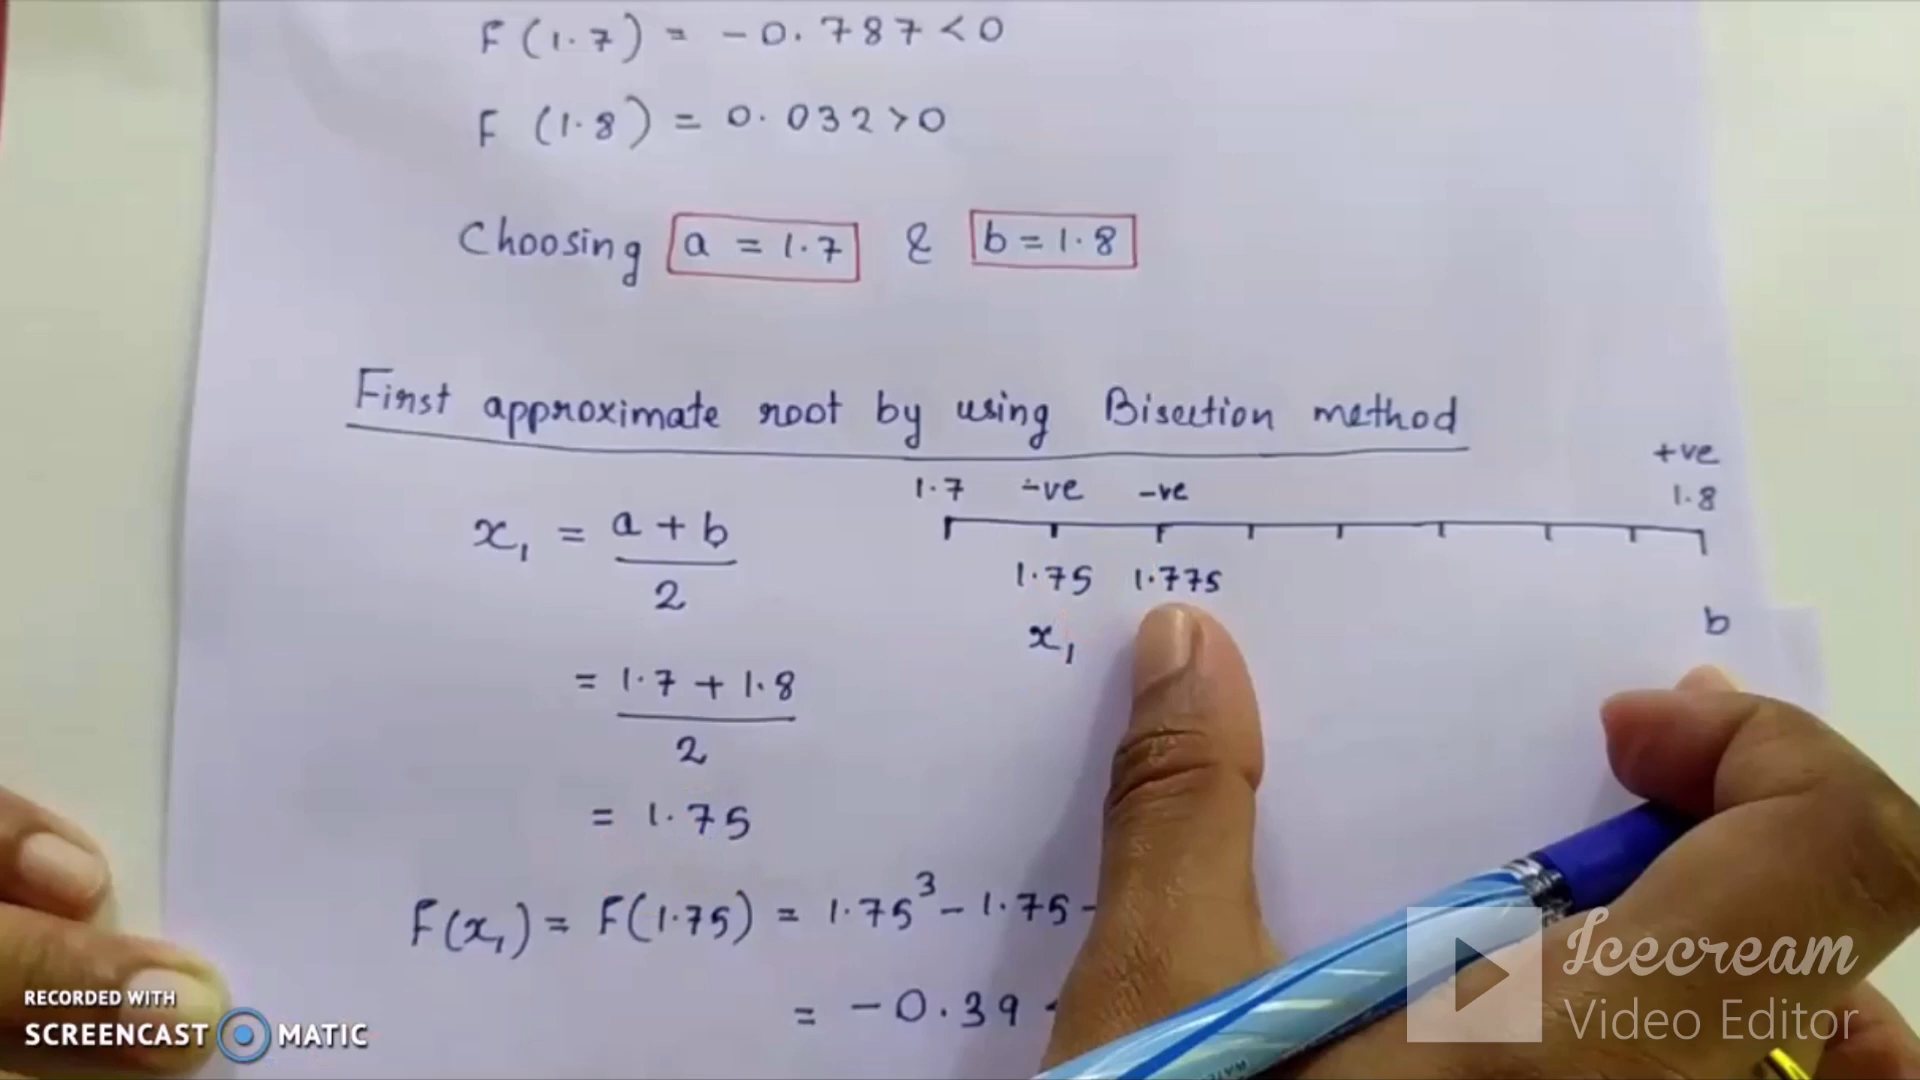 F(1.7) = -0.787<0
F (1.8) = 0.032>0
Choosing a = 1.7 & b = 1.8
First approximate root by using Bisection method
+ve
1.7 -ve -ve 1.8
x₁ = a + b
2
1.75 1.775
x₁ b
= 1.7 + 1.8
2
= 1.75
F(x₁) = F(1.75) = 1.75³ - 1.75 -
= -0.39 <
RECORDED WITH
SCREENCAST MATIC
Icecream
Video Editor